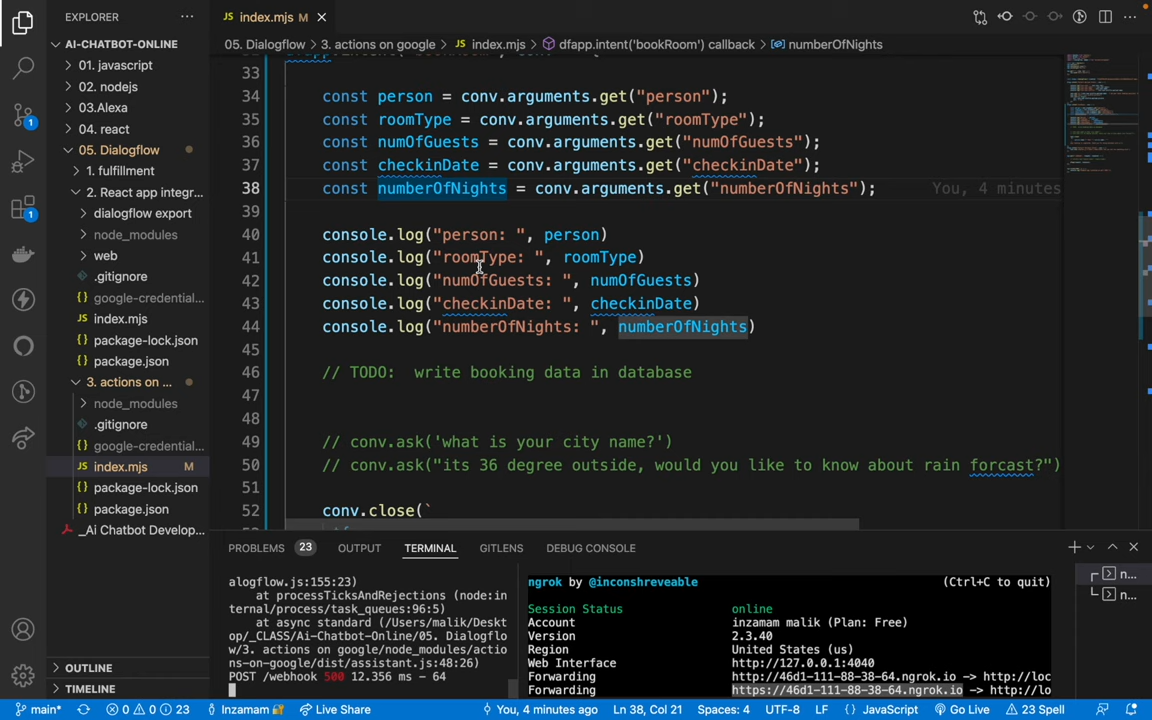 EXPLORER
index.mjs M
AI-CHATBOT-ONLINE
05. Dialogflow > 3. actions on google > JS index.mjs > dfapp.intent('bookRoom') callback > numberOfNights
01. javascript
02. nodejs
03.Alexa
04. react
05. Dialogflow
1. fulfillment
2. React app integr...
dialogflow export
node_modules
web
.gitignore
google-credential...
JS index.mjs
package-lock.json
package.json
3. actions on ...
node_modules
.gitignore
google-credential...
JS index.mjs M
package-lock.json
package.json
_Ai Chatbot Develop...
OUTLINE
TIMELINE
33
34 const person = conv.arguments.get("person");
35 const roomType = conv.arguments.get("roomType");
36 const numOfGuests = conv.arguments.get("numOfGuests");
37 const checkinDate = conv.arguments.get("checkinDate");
38 const numberOfNights = conv.arguments.get("numberOfNights"); You, 4 minutes
39
40 console.log("person: ", person)
41 console.log("roomType: ", roomType)
42 console.log("numOfGuests: ", numOfGuests)
43 console.log("checkinDate: ", checkinDate)
44 console.log("numberOfNights: ", numberOfNights)
45
46 // TODO:  write booking data in database
47
48
49 // conv.ask('what is your city name?')
50 // conv.ask("its 36 degree outside, would you like to know about rain forcast?")
51
52 conv.close(`
PROBLEMS 23 OUTPUT TERMINAL GITLENS DEBUG CONSOLE
alogflow.js:155:23)
at processTicksAndRejections (node:in
ternal/process/task_queues:96:5)
at async standard (/Users/malik/Deskt
op/_CLASS/Ai-Chatbot-Online/05. Dialogflo
w/3. actions on google/node_modules/actio
ns-on-google/dist/assistant.js:48:26)
POST /webhook 500 12.356 ms - 64
ngrok by @inconshreveable (Ctrl+C to quit)
Session Status online
Account inzamam malik (Plan: Free)
Version 2.3.40
Region United States (us)
Web Interface http://127.0.0.1:4040
Forwarding http://46d1-111-88-38-64.ngrok.io -> http://loc
Forwarding https://46d1-111-88-38-64.ngrok.io -> http://lo
n...
n...
main* 0 0 23 Inzamam Live Share You, 4 minutes ago Ln 38, Col 21 Spaces: 4 UTF-8 LF JavaScript Go Live 23 Spell